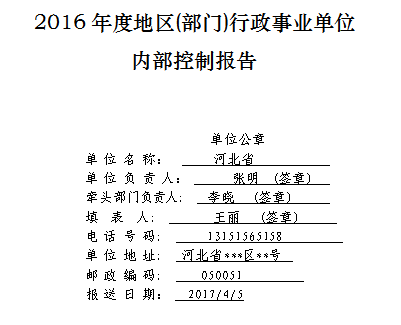 2016 年度地区(部门)行政事业单位
内部控制报告
单位公章
单位名称： 河北省
单位负责人： 张明 （签章）
牵头部门负责人： 李晓 （签章）
填表人： 王丽 （签章）
电话号码： 13151565158
单位地址： 河北省***区**号
邮政编码： 050051
报送日期： 2017/4/5